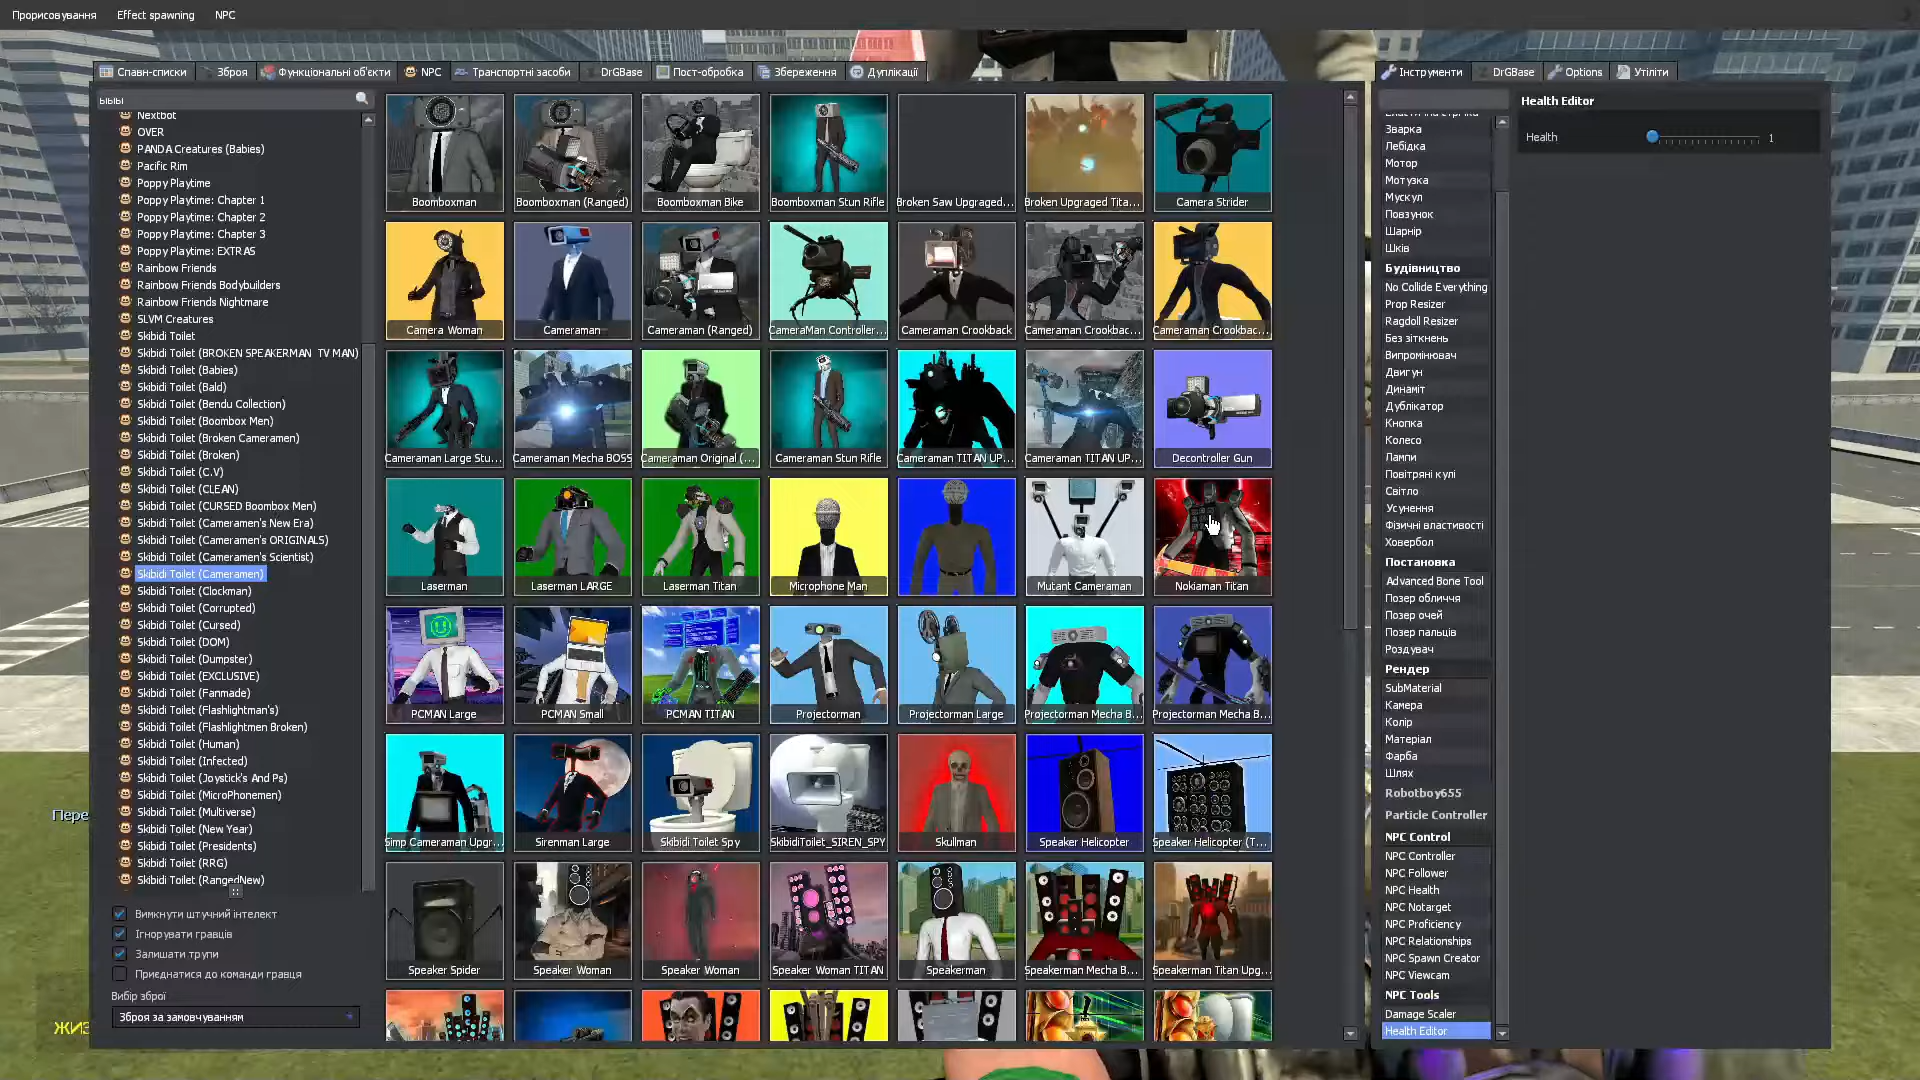 Прорисовування Effect spawning NPC
Спавн-списки Зброя Функціональні об'єкти NPC Транспортні засоби DrGBase Пост-обробка Збереження Дуплікації
Інструменти DrGBase Options Утиліти
ыыы
Nextbot
OVER
PANDA Creatures (Babies)
Pacific Rim
Poppy Playtime
Poppy Playtime: Chapter 1
Poppy Playtime: Chapter 2
Poppy Playtime: Chapter 3
Poppy Playtime: EXTRAS
Rainbow Friends
Rainbow Friends Bodybuilders
Rainbow Friends Nightmare
SLVM Creatures
Skibidi Toilet
Skibidi Toilet (BROKEN SPEAKERMAN TV MAN)
Skibidi Toilet (Babies)
Skibidi Toilet (Bald)
Skibidi Toilet (Bendu Collection)
Skibidi Toilet (Boombox Men)
Skibidi Toilet (Broken Cameramen)
Skibidi Toilet (Broken)
Skibidi Toilet (C.V)
Skibidi Toilet (CLEAN)
Skibidi Toilet (CURSED Boombox Men)
Skibidi Toilet (Cameramen's New Era)
Skibidi Toilet (Cameramen's ORIGINALS)
Skibidi Toilet (Cameramen's Scientist)
Skibidi Toilet (Cameramen)
Skibidi Toilet (Clockman)
Skibidi Toilet (Corrupted)
Skibidi Toilet (Cursed)
Skibidi Toilet (DOM)
Skibidi Toilet (Dumpster)
Skibidi Toilet (EXCLUSIVE)
Skibidi Toilet (Fanmade)
Skibidi Toilet (Flashlightman's)
Skibidi Toilet (Flashlightmen Broken)
Skibidi Toilet (Human)
Skibidi Toilet (Infected)
Skibidi Toilet (Joystick's And Ps)
Skibidi Toilet (MicroPhonemen)
Skibidi Toilet (Multiverse)
Skibidi Toilet (New Year)
Skibidi Toilet (Presidents)
Skibidi Toilet (RRG)
Skibidi Toilet (RangedNew)
Вимкнути штучний інтелект
Ігнорувати гравців
Залишати трупи
Приєднатися до команди гравця
Вибір зброї
Зброя за замовчуванням
Пере
ЖИЗ
Boomboxman Boomboxman (Ranged) Boomboxman Bike Boomboxman Stun Rifle Broken Saw Upgraded... Broken Upgraded Tita... Camera Strider
Camera Woman Cameraman Cameraman (Ranged) CameraMan Controller... Cameraman Crookback Cameraman Crookbac... Cameraman Crookbac...
Cameraman Large Stu... Cameraman Mecha BOSS Cameraman Original (... Cameraman Stun Rifle Cameraman TITAN UP... Cameraman TITAN UP... Decontroller Gun
Laserman Laserman LARGE Laserman Titan Microphone Man Mutant Cameraman Nokiaman Titan
PCMAN Large PCMAN Small PCMAN TITAN Projectorman Projectorman Large Projectorman Mecha B... Projectorman Mecha B...
Simp Cameraman Upgr... Sirenman Large Skibidi Toilet Spy SkibidiToilet_SIREN_SPY Skullman Speaker Helicopter Speaker Helicopter (T...
Speaker Spider Speaker Woman Speaker Woman Speaker Woman TITAN Speakerman Speakerman Mecha B... Speakerman Titan Upg...
Зварка
Лебідка
Мотор
Мотузка
Мускул
Повзунок
Шарнір
Шків
Будівництво
No Collide Everything
Prop Resizer
Ragdoll Resizer
Без зіткнень
Випромінювач
Двигун
Динаміт
Дублікатор
Кнопка
Колесо
Лампи
Повітряні кулі
Світло
Усунення
Фізичні властивості
Ховербол
Постановка
Advanced Bone Tool
Позер обличчя
Позер очей
Позер пальців
Роздувач
Рендер
SubMaterial
Камера
Колір
Матеріал
Фарба
Шлях
Robotboy655
Particle Controller
NPC Control
NPC Controller
NPC Follower
NPC Health
NPC Notarget
NPC Proficiency
NPC Relationships
NPC Spawn Creator
NPC Viewcam
NPC Tools
Damage Scaler
Health Editor
Health Editor
Health 1